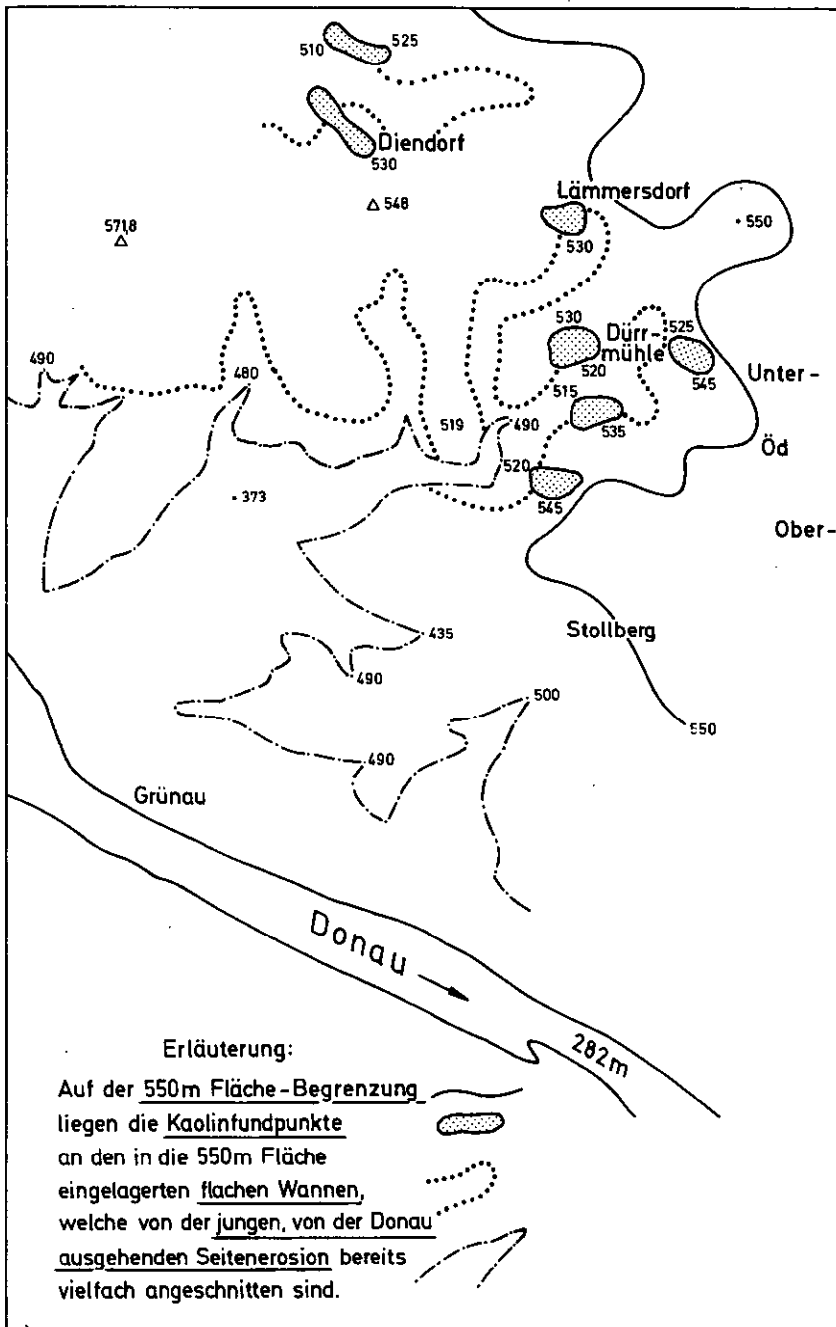 510 525
Diendorf
530
Lämmersdorf
548
571,8
550
530
530
Dürr-
mühle
525
490
480
520
545
Unter-
515
519
490
535
Öd
520
373
545
Ober-
435
Stollberg
490
500
550
490
Grünau
Donau
282m
Erläuterung:
Auf der 550m Fläche-Begrenzung
liegen die Kaolinfundpunkte
an den in die 550m Fläche
eingelagerten flachen Wannen,
welche von der jungen, von der Donau
ausgehenden Seitenerosion bereits
vielfach angeschnitten sind.